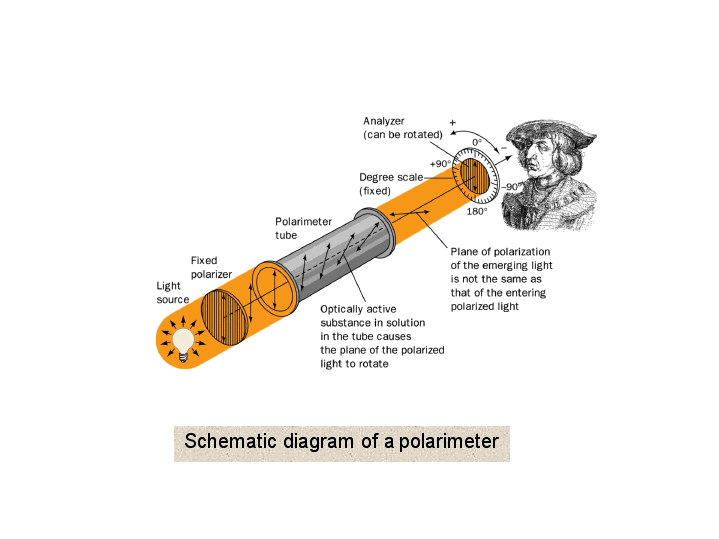 Analyzer
(can be rotated)
+
0°
–
+90°
Degree scale
(fixed)
–90°
180°
Polarimeter
tube
Plane of polarization
of the emerging light
is not the same as
that of the entering
polarized light
Fixed
polarizer
Light
source
Optically active
substance in solution
in the tube causes
the plane of the polarized
light to rotate
Schematic diagram of a polarimeter